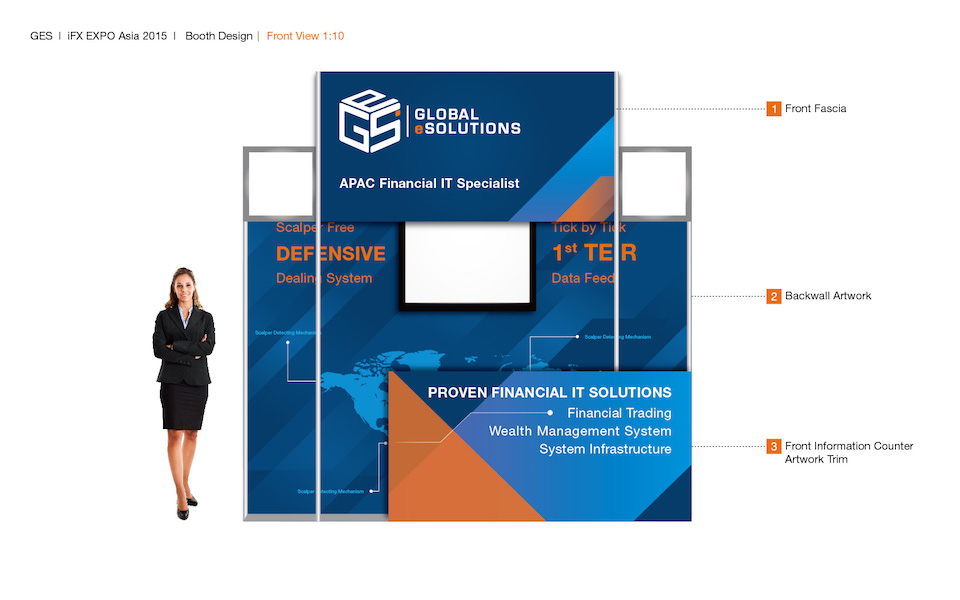 GES | iFX EXPO Asia 2015 | Booth Design | Front View 1:10
GES
GLOBAL
eSOLUTIONS
APAC Financial IT Specialist
1 Front Fascia
Scalper Free
DEFENSIVE
Dealing System
Tick by Tick
1st TEIR
Data Feed
2 Backwall Artwork
Scalper Detecting Mechanism
Scalper Detecting Mechanism
PROVEN FINANCIAL IT SOLUTIONS
Financial Trading
Wealth Management System
System Infrastructure
3 Front Information Counter
Artwork Trim
Scalper Detecting Mechanism